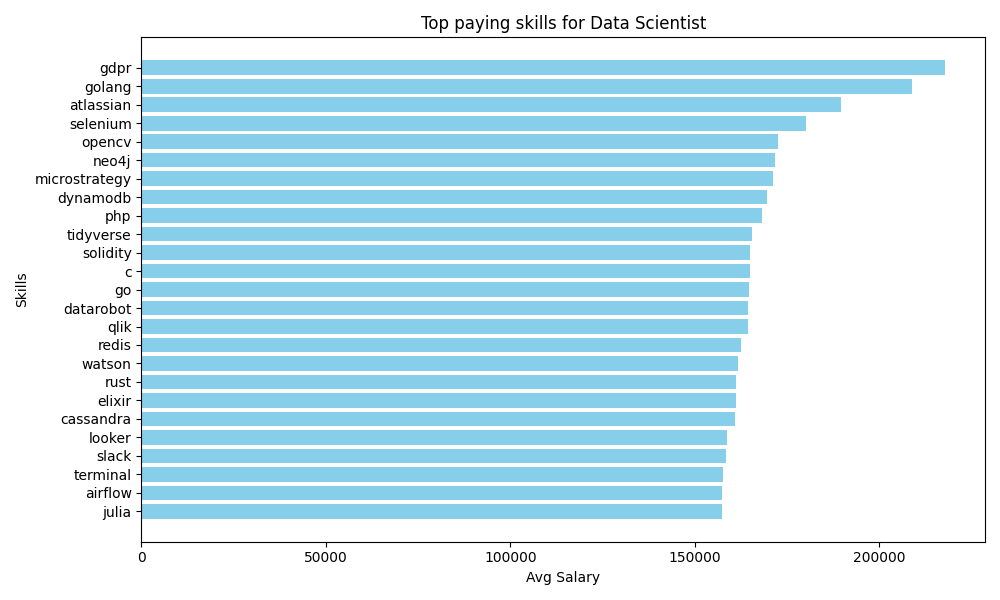 Top paying skills for Data Scientist
Skills
gdpr
golang
atlassian
selenium
opencv
neo4j
microstrategy
dynamodb
php
tidyverse
solidity
c
go
datarobot
qlik
redis
watson
rust
elixir
cassandra
looker
slack
terminal
airflow
julia
0 50000 100000 150000 200000
Avg Salary